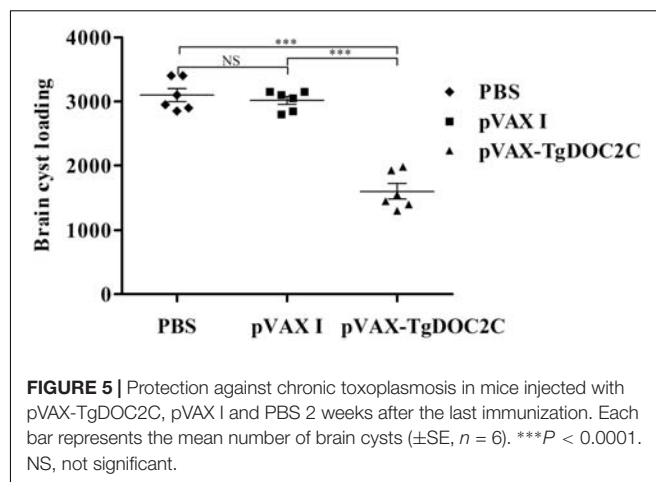 4000
3000
2000
1000
0
Brain cyst loading
***
NS
***
PBS
pVAX I
pVAX-TgDOC2C
PBS
pVAX I
pVAX-TgDOC2C
FIGURE 5 | Protection against chronic toxoplasmosis in mice injected with
pVAX-TgDOC2C, pVAX I and PBS 2 weeks after the last immunization. Each
bar represents the mean number of brain cysts (±SE, n = 6). ***P < 0.0001.
NS, not significant.